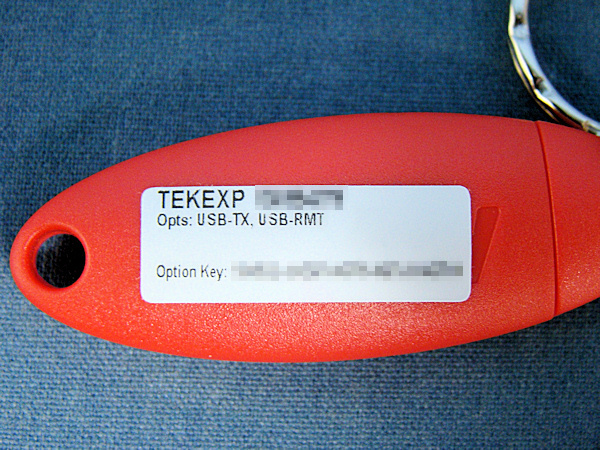 TEKEXP
Opts: USB-TX, USB-RMT
Option Key: